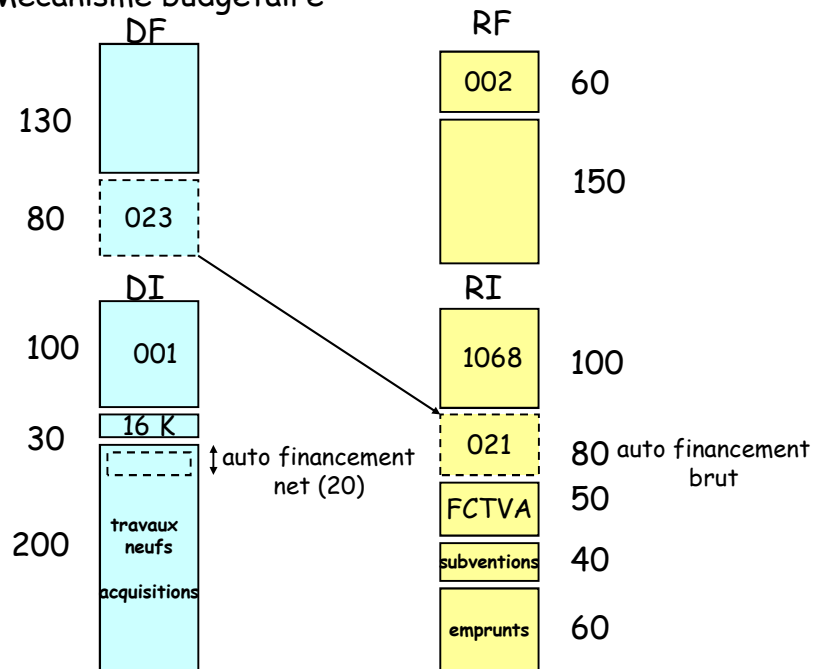 Mécanisme budgétaire
DF
RF
130
002
60
150
80
023
DI
RI
100
001
1068
100
30
16 K
auto financement
net (20)
021
80
auto financement
brut
FCTVA
50
200
travaux
neufs
acquisitions
subventions
40
emprunts
60